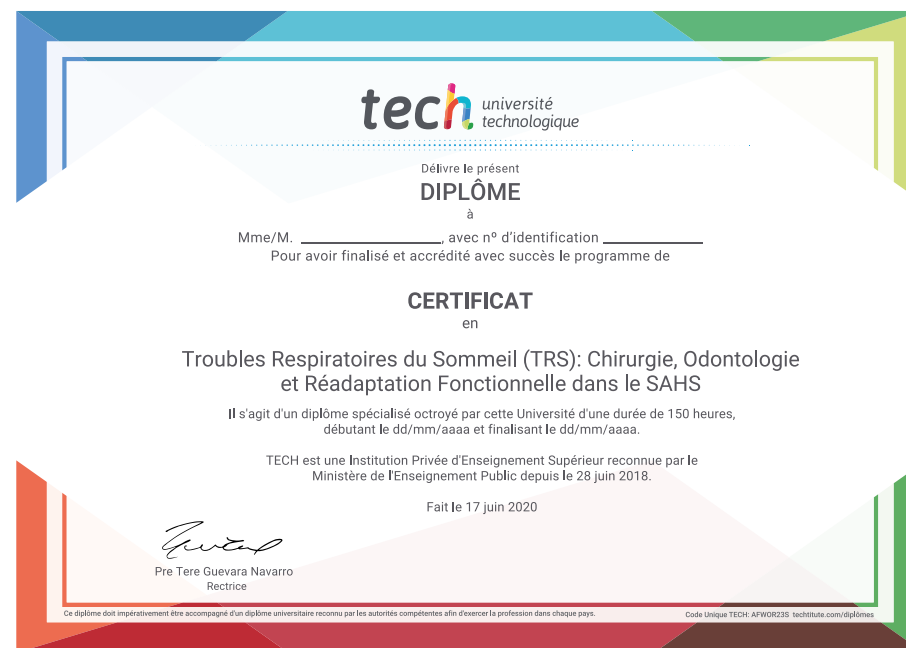 tech université
technologique
Délivre le présent
DIPLÔME
à
Mme/M. ____________________, avec nº d'identification ______________
Pour avoir finalisé et accrédité avec succès le programme de
CERTIFICAT
en
Troubles Respiratoires du Sommeil (TRS): Chirurgie, Odontologie
et Réadaptation Fonctionnelle dans le SAHS
Il s'agit d'un diplôme spécialisé octroyé par cette Université d'une durée de 150 heures,
débutant le dd/mm/aaaa et finalisant le dd/mm/aaaa.
TECH est une Institution Privée d'Enseignement Supérieur reconnue par le
Ministère de l'Enseignement Public depuis le 28 juin 2018.
Fait le 17 juin 2020
Pre Tere Guevara Navarro
Rectrice
Ce diplôme doit impérativement être accompagné d'un diplôme universitaire reconnu par les autorités compétentes afin d'exercer la profession dans chaque pays.
Code Unique TECH: AFWOR23S techtitute.com/diplômes